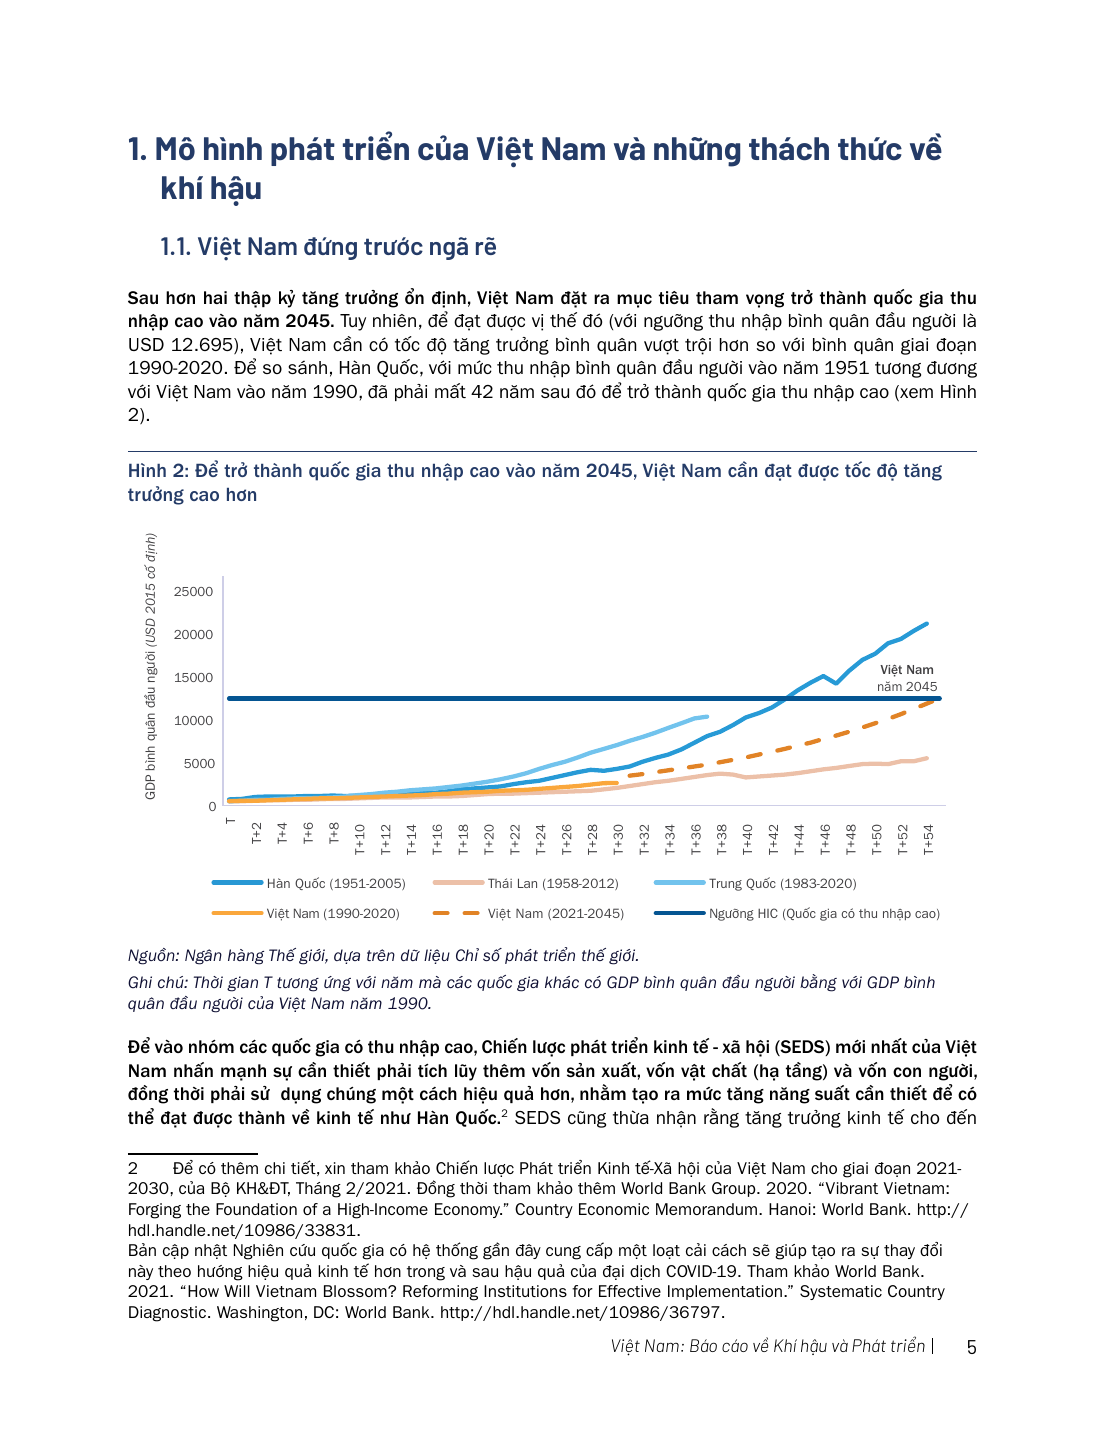 1. Mô hình phát triển của Việt Nam và những thách thức về
khí hậu
1.1. Việt Nam đứng trước ngã rẽ
Sau hơn hai thập kỷ tăng trưởng ổn định, Việt Nam đặt ra mục tiêu tham vọng trở thành quốc gia thu
nhập cao vào năm 2045. Tuy nhiên, để đạt được vị thế đó (với ngưỡng thu nhập bình quân đầu người là
USD 12.695), Việt Nam cần có tốc độ tăng trưởng bình quân vượt trội hơn so với bình quân giai đoạn
1990-2020. Để so sánh, Hàn Quốc, với mức thu nhập bình quân đầu người vào năm 1951 tương đương
với Việt Nam vào năm 1990, đã phải mất 42 năm sau đó để trở thành quốc gia thu nhập cao (xem Hình
2).
Hình 2: Để trở thành quốc gia thu nhập cao vào năm 2045, Việt Nam cần đạt được tốc độ tăng
trưởng cao hơn
GDP bình quân đầu người (USD 2015 cố định)
25000
20000
15000
10000
5000
0
Việt Nam
năm 2045
T T+2 T+4 T+6 T+8 T+10 T+12 T+14 T+16 T+18 T+20 T+22 T+24 T+26 T+28 T+30 T+32 T+34 T+36 T+38 T+40 T+42 T+44 T+46 T+48 T+50 T+52 T+54
Hàn Quốc (1951-2005) Thái Lan (1958-2012) Trung Quốc (1983-2020)
Việt Nam (1990-2020) Việt Nam (2021-2045) Ngưỡng HIC (Quốc gia có thu nhập cao)
Nguồn: Ngân hàng Thế giới, dựa trên dữ liệu Chỉ số phát triển thế giới.
Ghi chú: Thời gian T tương ứng với năm mà các quốc gia khác có GDP bình quân đầu người bằng với GDP bình
quân đầu người của Việt Nam năm 1990.
Để vào nhóm các quốc gia có thu nhập cao, Chiến lược phát triển kinh tế - xã hội (SEDS) mới nhất của Việt
Nam nhấn mạnh sự cần thiết phải tích lũy thêm vốn sản xuất, vốn vật chất (hạ tầng) và vốn con người,
đồng thời phải sử  dụng chúng một cách hiệu quả hơn, nhằm tạo ra mức tăng năng suất cần thiết để có
thể đạt được thành về kinh tế như Hàn Quốc.2 SEDS cũng thừa nhận rằng tăng trưởng kinh tế cho đến
2 Để có thêm chi tiết, xin tham khảo Chiến lược Phát triển Kinh tế-Xã hội của Việt Nam cho giai đoạn 2021-
2030, của Bộ KH&ĐT, Tháng 2/2021. Đồng thời tham khảo thêm World Bank Group. 2020. “Vibrant Vietnam:
Forging the Foundation of a High-Income Economy.” Country Economic Memorandum. Hanoi: World Bank. http://
hdl.handle.net/10986/33831.
Bản cập nhật Nghiên cứu quốc gia có hệ thống gần đây cung cấp một loạt cải cách sẽ giúp tạo ra sự thay đổi
này theo hướng hiệu quả kinh tế hơn trong và sau hậu quả của đại dịch COVID-19. Tham khảo World Bank.
2021. “How Will Vietnam Blossom? Reforming Institutions for Effective Implementation.” Systematic Country
Diagnostic. Washington, DC: World Bank. http://hdl.handle.net/10986/36797.
Việt Nam: Báo cáo về Khí hậu và Phát triển | 5